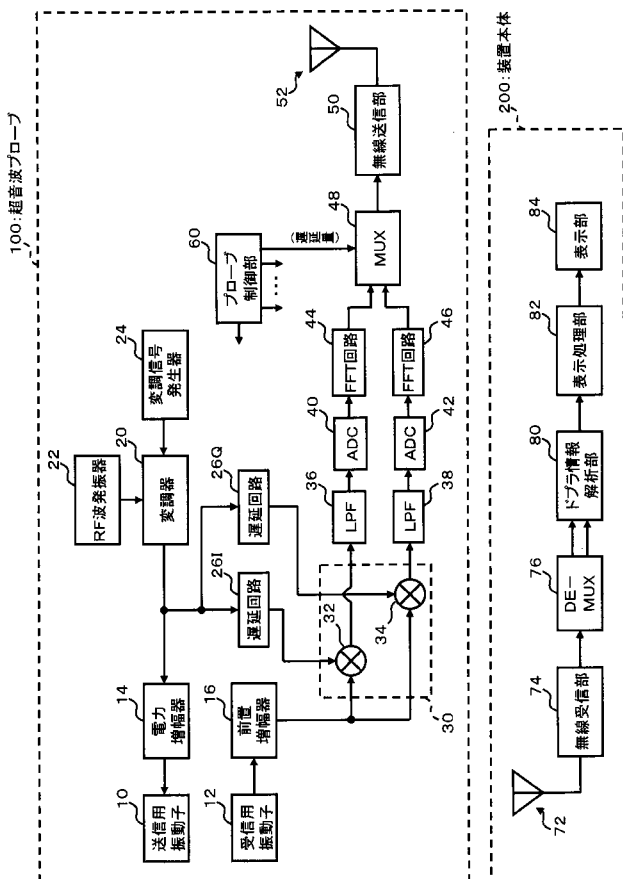 100:超音波プローブ
22
RF波発振器
24
変調信号
発生器
20
変調器
14
電力
増幅器
10
送信用
振動子
16
前置
増幅器
12
受信用
振動子
26I
遅延回路
26Q
遅延回路
32
34
30
36
LPF
38
LPF
40
ADC
42
ADC
44
FFT回路
46
FFT回路
60
プローブ
制御部
(遅延量)
48
MUX
50
無線送信部
52
200:装置本体
72
74
無線受信部
76
DE-
MUX
80
ドプラ情報
解析部
82
表示処理部
84
表示部